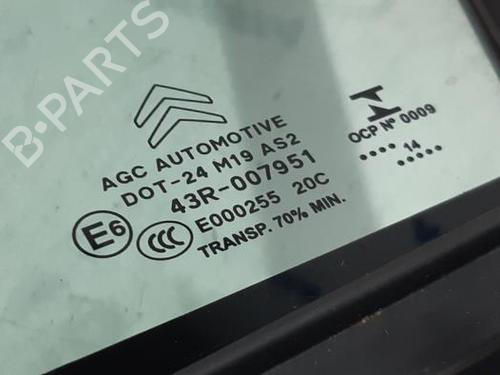 B-PARTS
AGC AUTOMOTIVE
DOT-24 M19 AS2
43R-007951
E6
CCC
E000255 20C
TRANSP. 70% MIN.
OCP Nº 0009
•••• 14
•••••